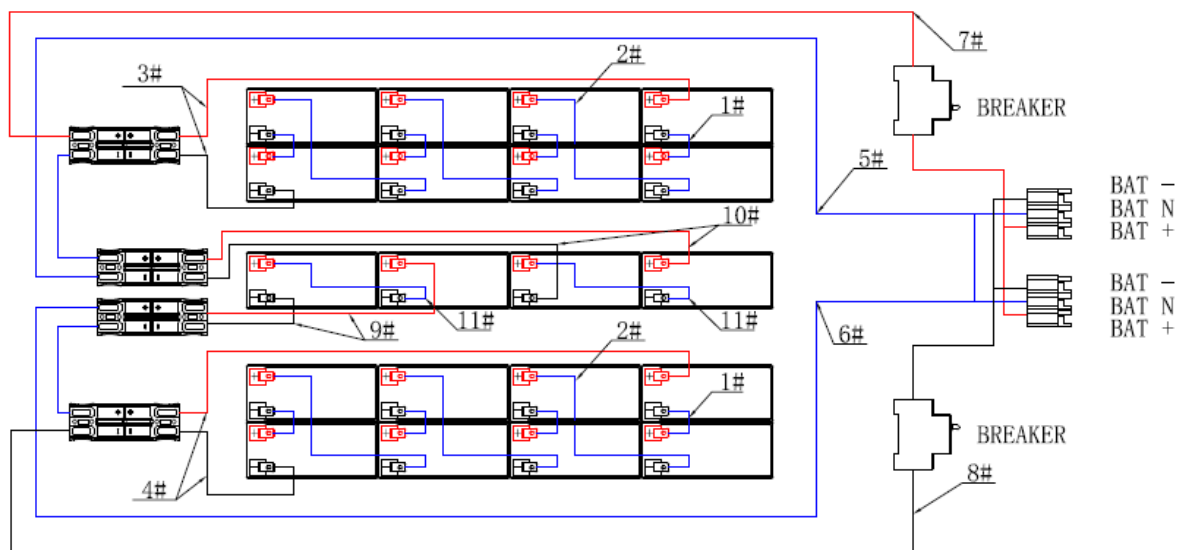 7#
2#
3#
BREAKER
1#
5#
BAT −
BAT N
BAT +
10#
BAT −
BAT N
BAT +
11#
11#
9#
2#
6#
1#
BREAKER
4#
8#